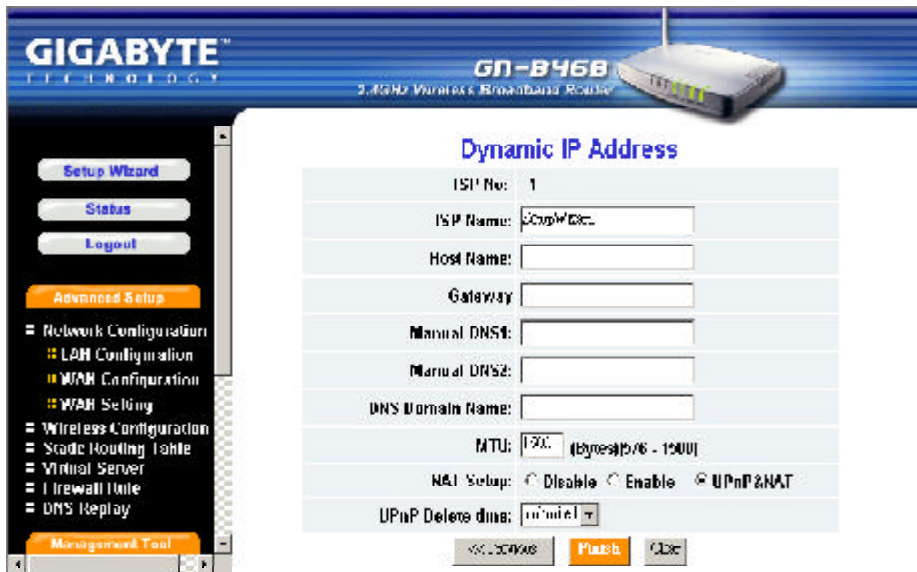 GIGABYTE™
TECHNOLOGY
GN-B46B
2.4GHz Wireless Broadband Router
Setup Wizard
Status
Logout
Advanced Setup
Network Configuration
LAN Configuration
WAN Configuration
WAN Setting
Wireless Configuration
Static Routing Table
Virtual Server
Firewall Rule
DNS Replay
Management Tool
Dynamic IP Address
ISP No: 1
ISP Name:
Host Name:
Gateway
Manual DNS1:
Manual DNS2:
DNS Domain Name:
MTU: (Bytes)(576 - 1500)
NAT Setup: Disable Enable UPnP&NAT
UPnP Delete time:
<< Previous Finish Clear